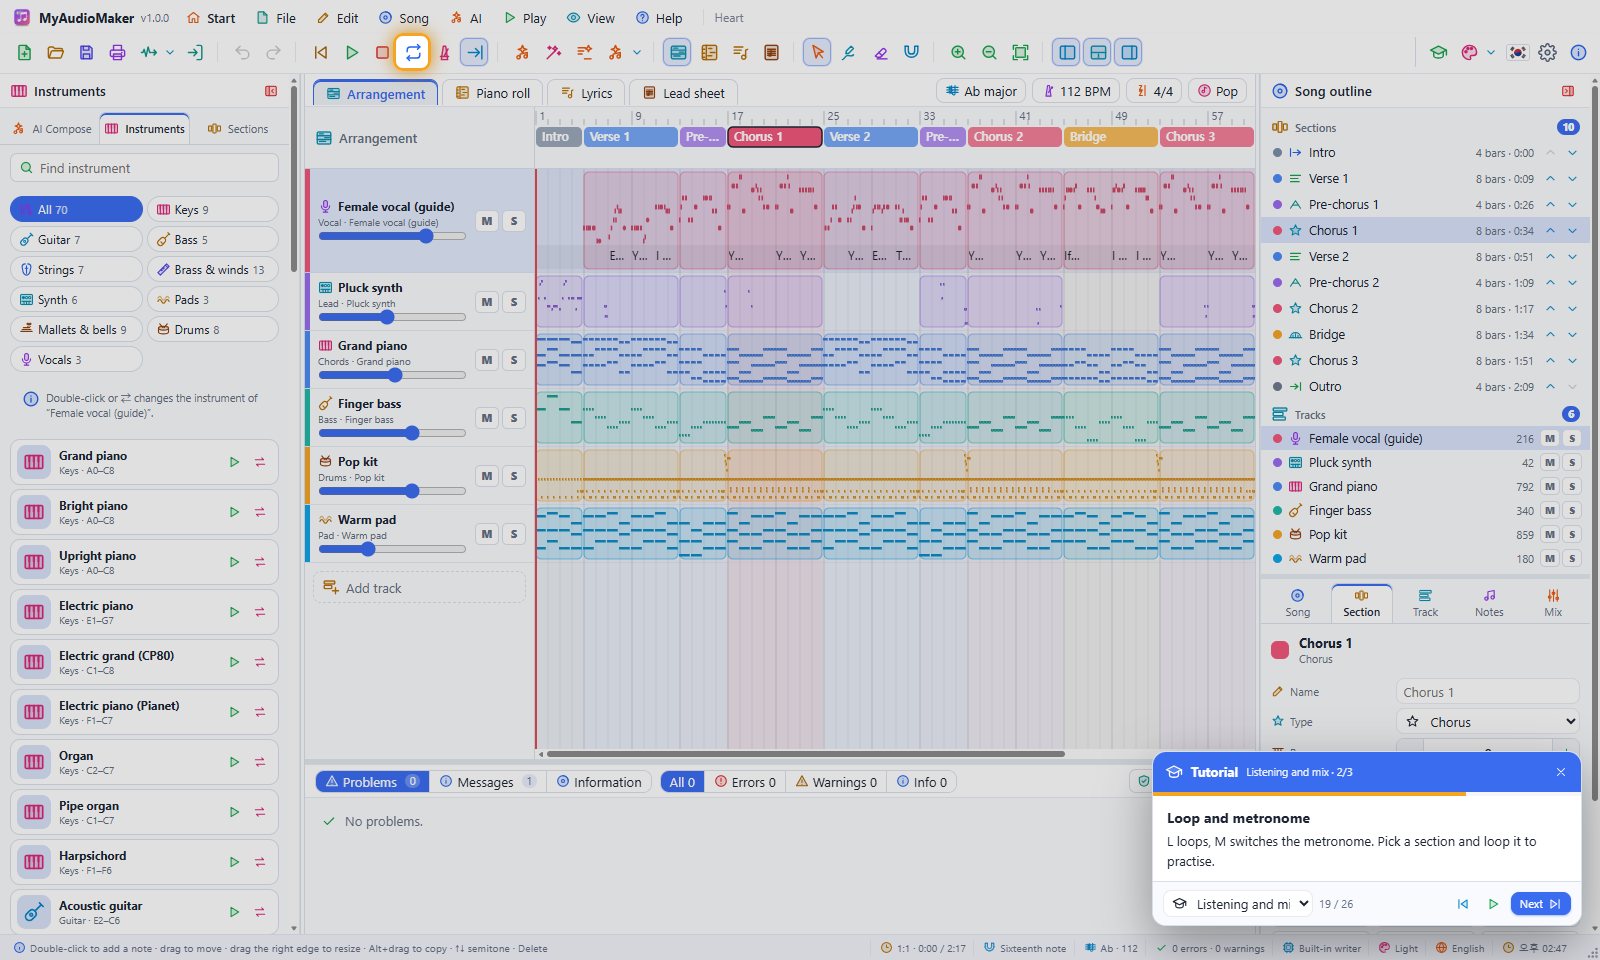 MyAudioMaker v1.0.0 Start File Edit Song AI Play View Help Heart
Instruments
AI Compose Instruments Sections
Find instrument
All 70 Keys 9
Guitar 7 Bass 5
Strings 7 Brass & winds 13
Synth 6 Pads 3
Mallets & bells 9 Drums 8
Vocals 3
Double-click or ⇄ changes the instrument of
"Female vocal (guide)".
Grand piano
Keys · A0–C8
Bright piano
Keys · A0–C8
Upright piano
Keys · A0–C8
Electric piano
Keys · E1–G7
Electric grand (CP80)
Keys · C1–C8
Electric piano (Pianet)
Keys · F1–C7
Organ
Keys · C2–C7
Pipe organ
Keys · C1–C7
Harpsichord
Keys · F1–F6
Acoustic guitar
Guitar · E2–C6
Arrangement Piano roll Lyrics Lead sheet Ab major 112 BPM 4/4 Pop
Arrangement
1 9 17 25 33 41 49 57
Intro Verse 1 Pre-... Chorus 1 Verse 2 Pre-... Chorus 2 Bridge Chorus 3
Female vocal (guide)
Vocal · Female vocal (guide)
M S
E... Y... I ... Y... Y... Y... Y... E... T... Y... Y... Y... If... I ... I ... Y... Y... Y...
Pluck synth
Lead · Pluck synth
M S
Grand piano
Chords · Grand piano
M S
Finger bass
Bass · Finger bass
M S
Pop kit
Drums · Pop kit
M S
Warm pad
Pad · Warm pad
M S
Add track
Problems 0 Messages 1 Information All 0 Errors 0 Warnings 0 Info 0
No problems.
Song outline
Sections 10
Intro 4 bars · 0:00
Verse 1 8 bars · 0:09
Pre-chorus 1 4 bars · 0:26
Chorus 1 8 bars · 0:34
Verse 2 8 bars · 0:51
Pre-chorus 2 4 bars · 1:09
Chorus 2 8 bars · 1:17
Bridge 8 bars · 1:34
Chorus 3 8 bars · 1:51
Outro 4 bars · 2:09
Tracks 6
Female vocal (guide) 216 M S
Pluck synth 42 M S
Grand piano 792 M S
Finger bass 340 M S
Pop kit 859 M S
Warm pad 180 M S
Song Section Track Notes Mix
Chorus 1
Chorus
Name Chorus 1
Type Chorus
Tutorial Listening and mix · 2/3
Loop and metronome
L loops, M switches the metronome. Pick a section and loop it to
practise.
Listening and mi 19 / 26 Next
Double-click to add a note · drag to move · drag the right edge to resize · Alt+drag to copy · ↑↓ semitone · Delete
1:1 · 0:00 / 2:17 Sixteenth note Ab · 112 0 errors · 0 warnings Built-in writer Light English 오후 02:47